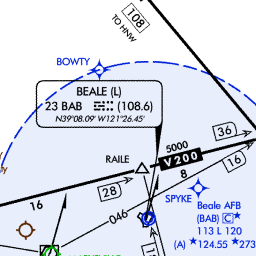 108
TO HNW
BOWTY
BEALE (L)
23 BAB (108.6)
N39°08.09' W121°26.45'
36
5000
V200
RAILE
8
16
28
SPYKE
16
046
Beale AFB
(BAB) C*
113 L 120
(A) *124.55 *273